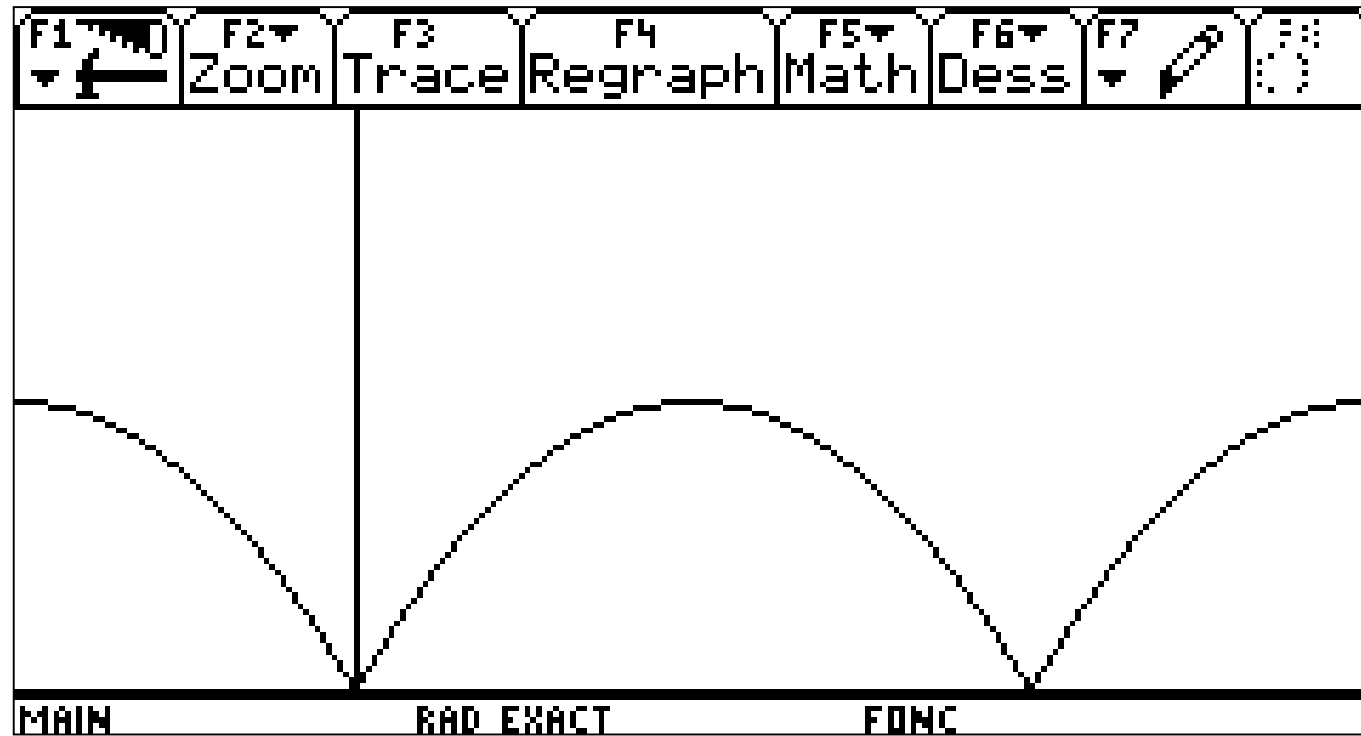 F1 F2 F3 F4 F5 F6 F7
Zoom Trace Regraph Math Dess
MAIN RAD EXACT FONC